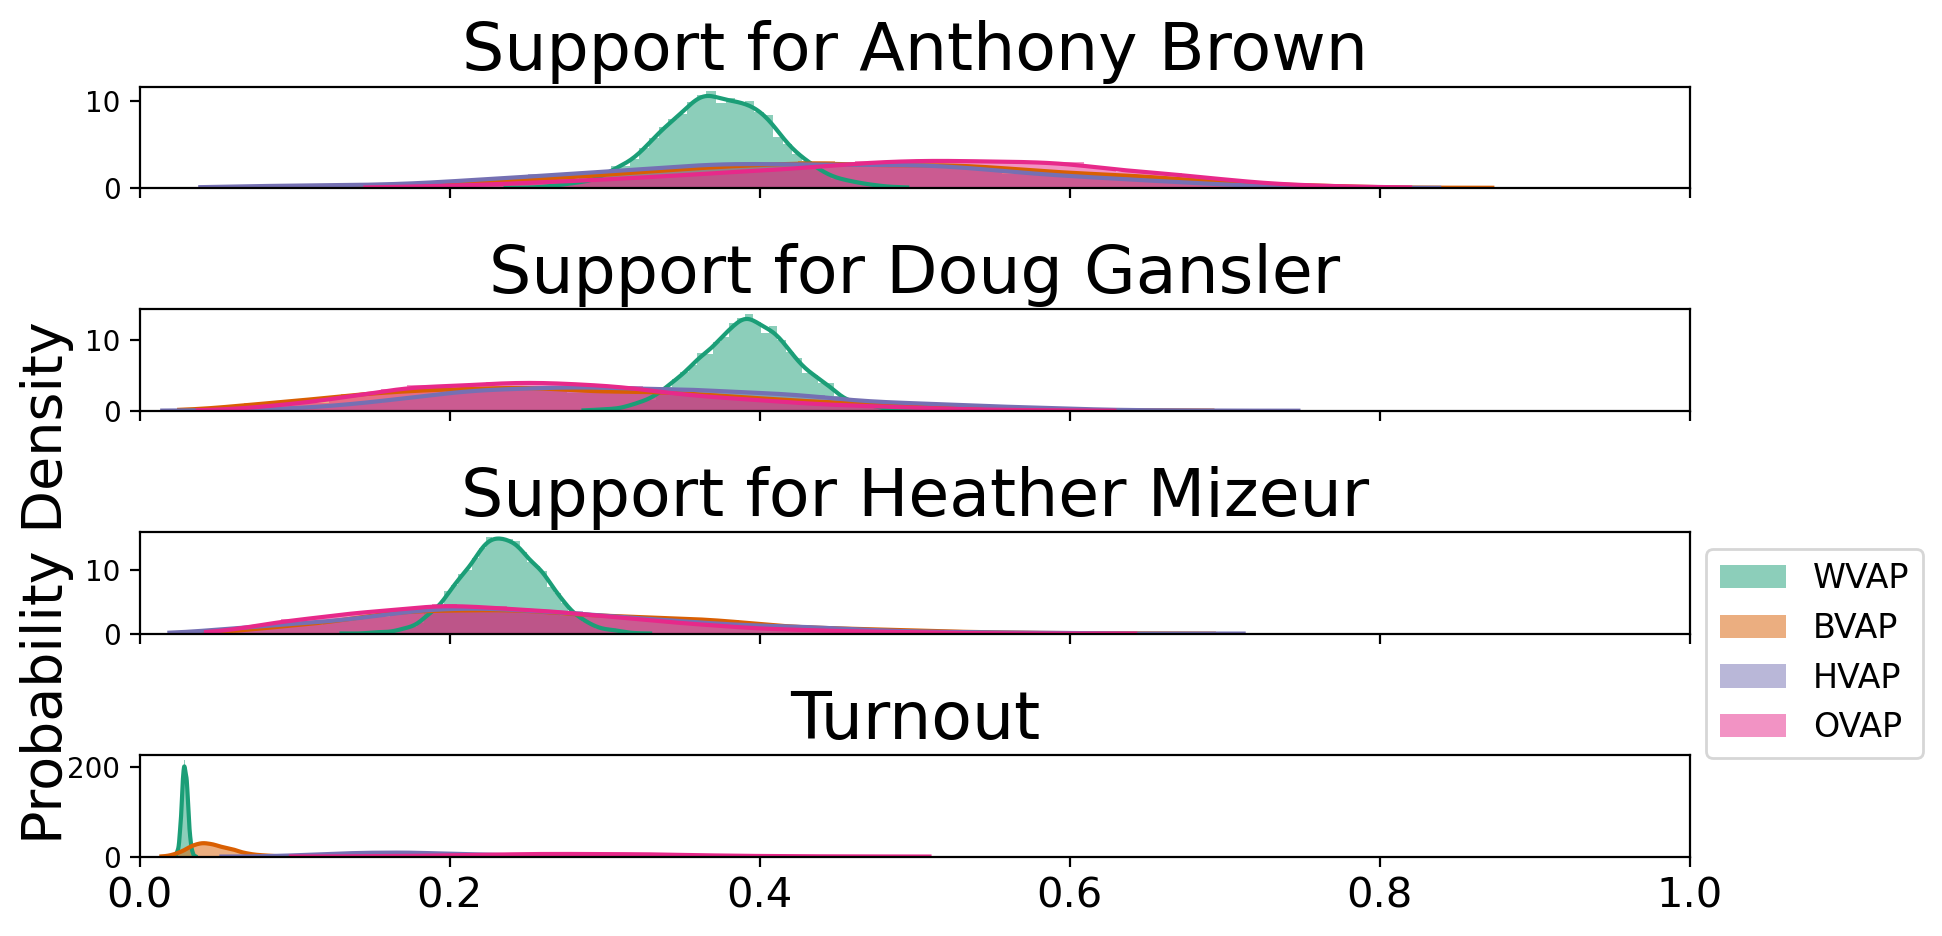 Support for Anthony Brown
10
0
Support for Doug Gansler
10
0
Support for Heather Mizeur
10
0
Turnout
200
0
0.0 0.2 0.4 0.6 0.8 1.0
Probability Density
WVAP
BVAP
HVAP
OVAP